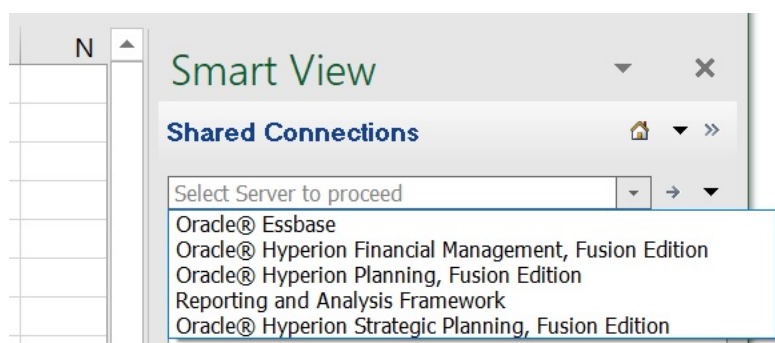 N
Smart View
Shared Connections
Select Server to proceed
Oracle® Essbase
Oracle® Hyperion Financial Management, Fusion Edition
Oracle® Hyperion Planning, Fusion Edition
Reporting and Analysis Framework
Oracle® Hyperion Strategic Planning, Fusion Edition